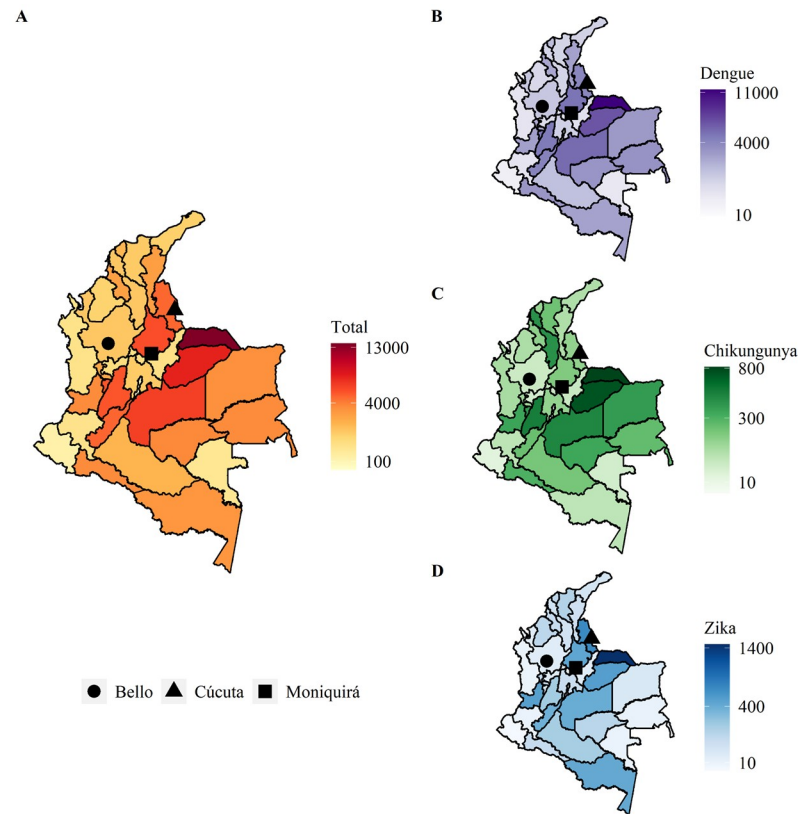 A
Total
13000
4000
100
Bello
Cúcuta
Moniquirá
B
Dengue
11000
4000
10
C
Chikungunya
800
300
10
D
Zika
1400
400
10